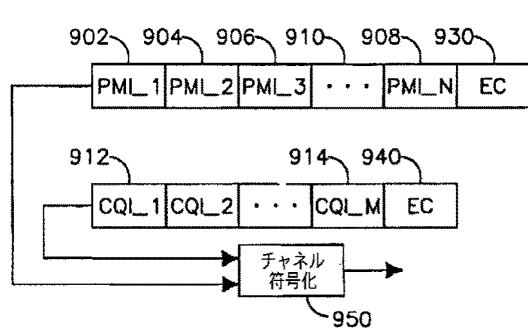 902 904 906 910 908 930
PMI_1 PMI_2 PMI_3 ・・・ PMI_N EC
912 914 940
CQI_1 CQI_2 ・・・ CQI_M EC
チャネル
符号化
950